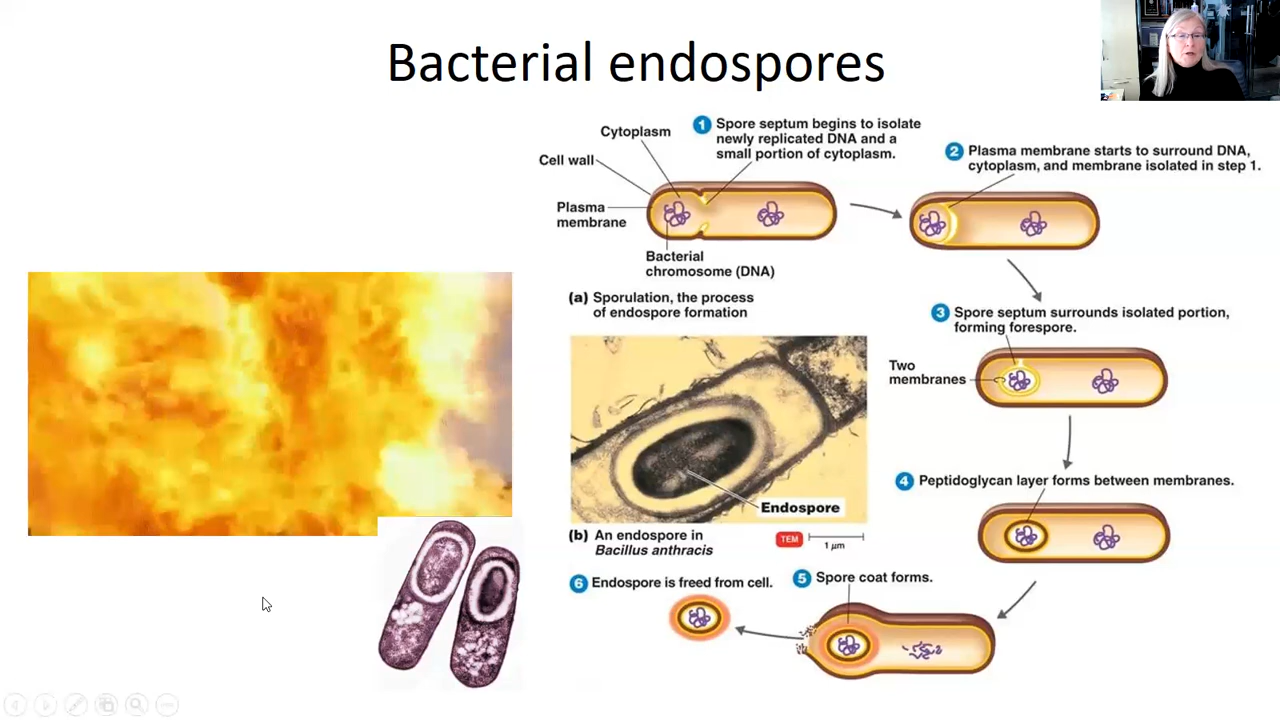 Bacterial endospores
Cytoplasm
Cell wall
Plasma
membrane
Bacterial
chromosome (DNA)
1 Spore septum begins to isolate
newly replicated DNA and a
small portion of cytoplasm.
2 Plasma membrane starts to surround DNA,
cytoplasm, and membrane isolated in step 1.
(a) Sporulation, the process
of endospore formation
3 Spore septum surrounds isolated portion,
forming forespore.
Two
membranes
4 Peptidoglycan layer forms between membranes.
Endospore
(b) An endospore in
Bacillus anthracis
TEM
1 μm
5 Spore coat forms.
6 Endospore is freed from cell.